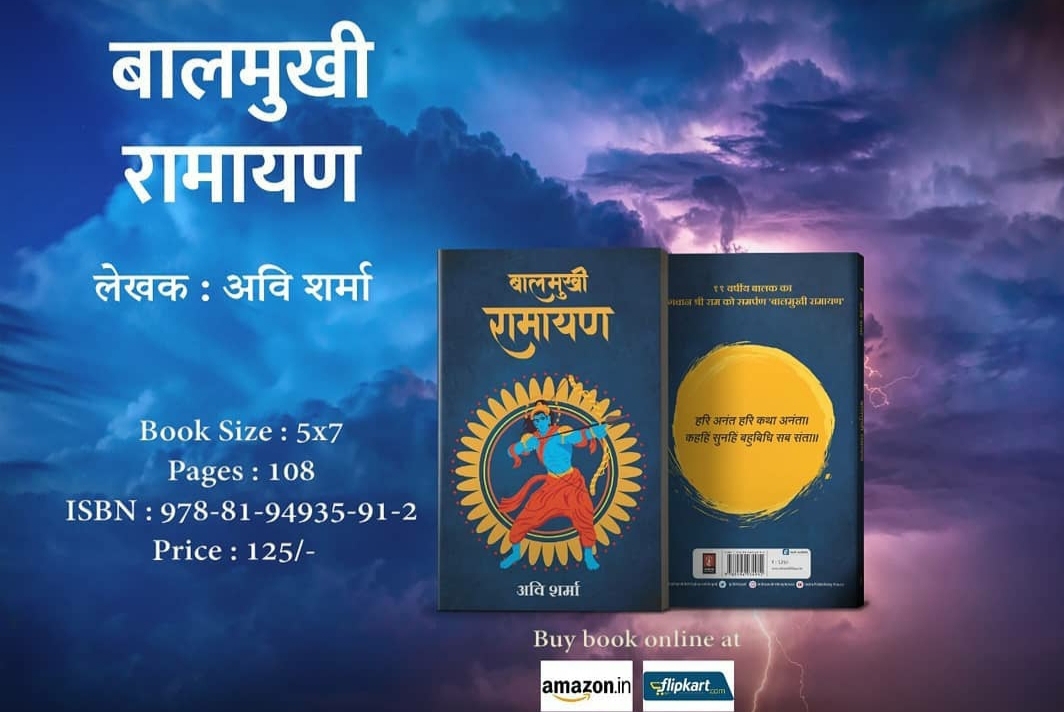 बालमुखी
रामायण
लेखक : अवि शर्मा
Book Size : 5x7
Pages : 108
ISBN : 978-81-94935-91-2
Price : 125/-
बालमुखी
रामायण
अवि शर्मा
११ वर्षीय बालक का
श्री राम को समर्पण 'बालमुखी रामायण'
हरि अनंत हरि कथा अनंता।
कहहिं सुनहिं बहुबिधि सब संता॥
Buy book online at
amazon.in
flipkart.com